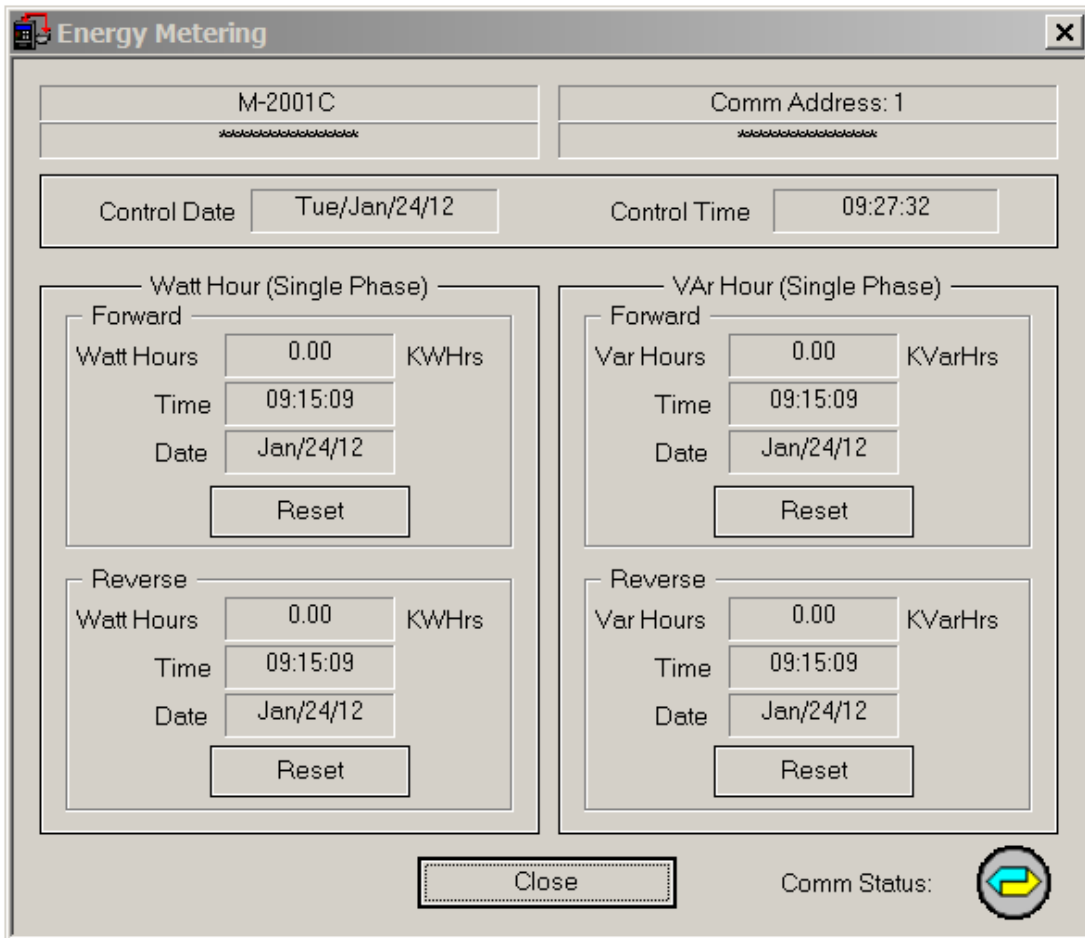 Energy Metering
M-2001C
****************
Comm Address: 1
****************
Control Date Tue/Jan/24/12 Control Time 09:27:32
Watt Hour (Single Phase)
Forward
Watt Hours 0.00 KWHrs
Time 09:15:09
Date Jan/24/12
Reset
Reverse
Watt Hours 0.00 KWHrs
Time 09:15:09
Date Jan/24/12
Reset
VAr Hour (Single Phase)
Forward
Var Hours 0.00 KVarHrs
Time 09:15:09
Date Jan/24/12
Reset
Reverse
Var Hours 0.00 KVarHrs
Time 09:15:09
Date Jan/24/12
Reset
Close
Comm Status: